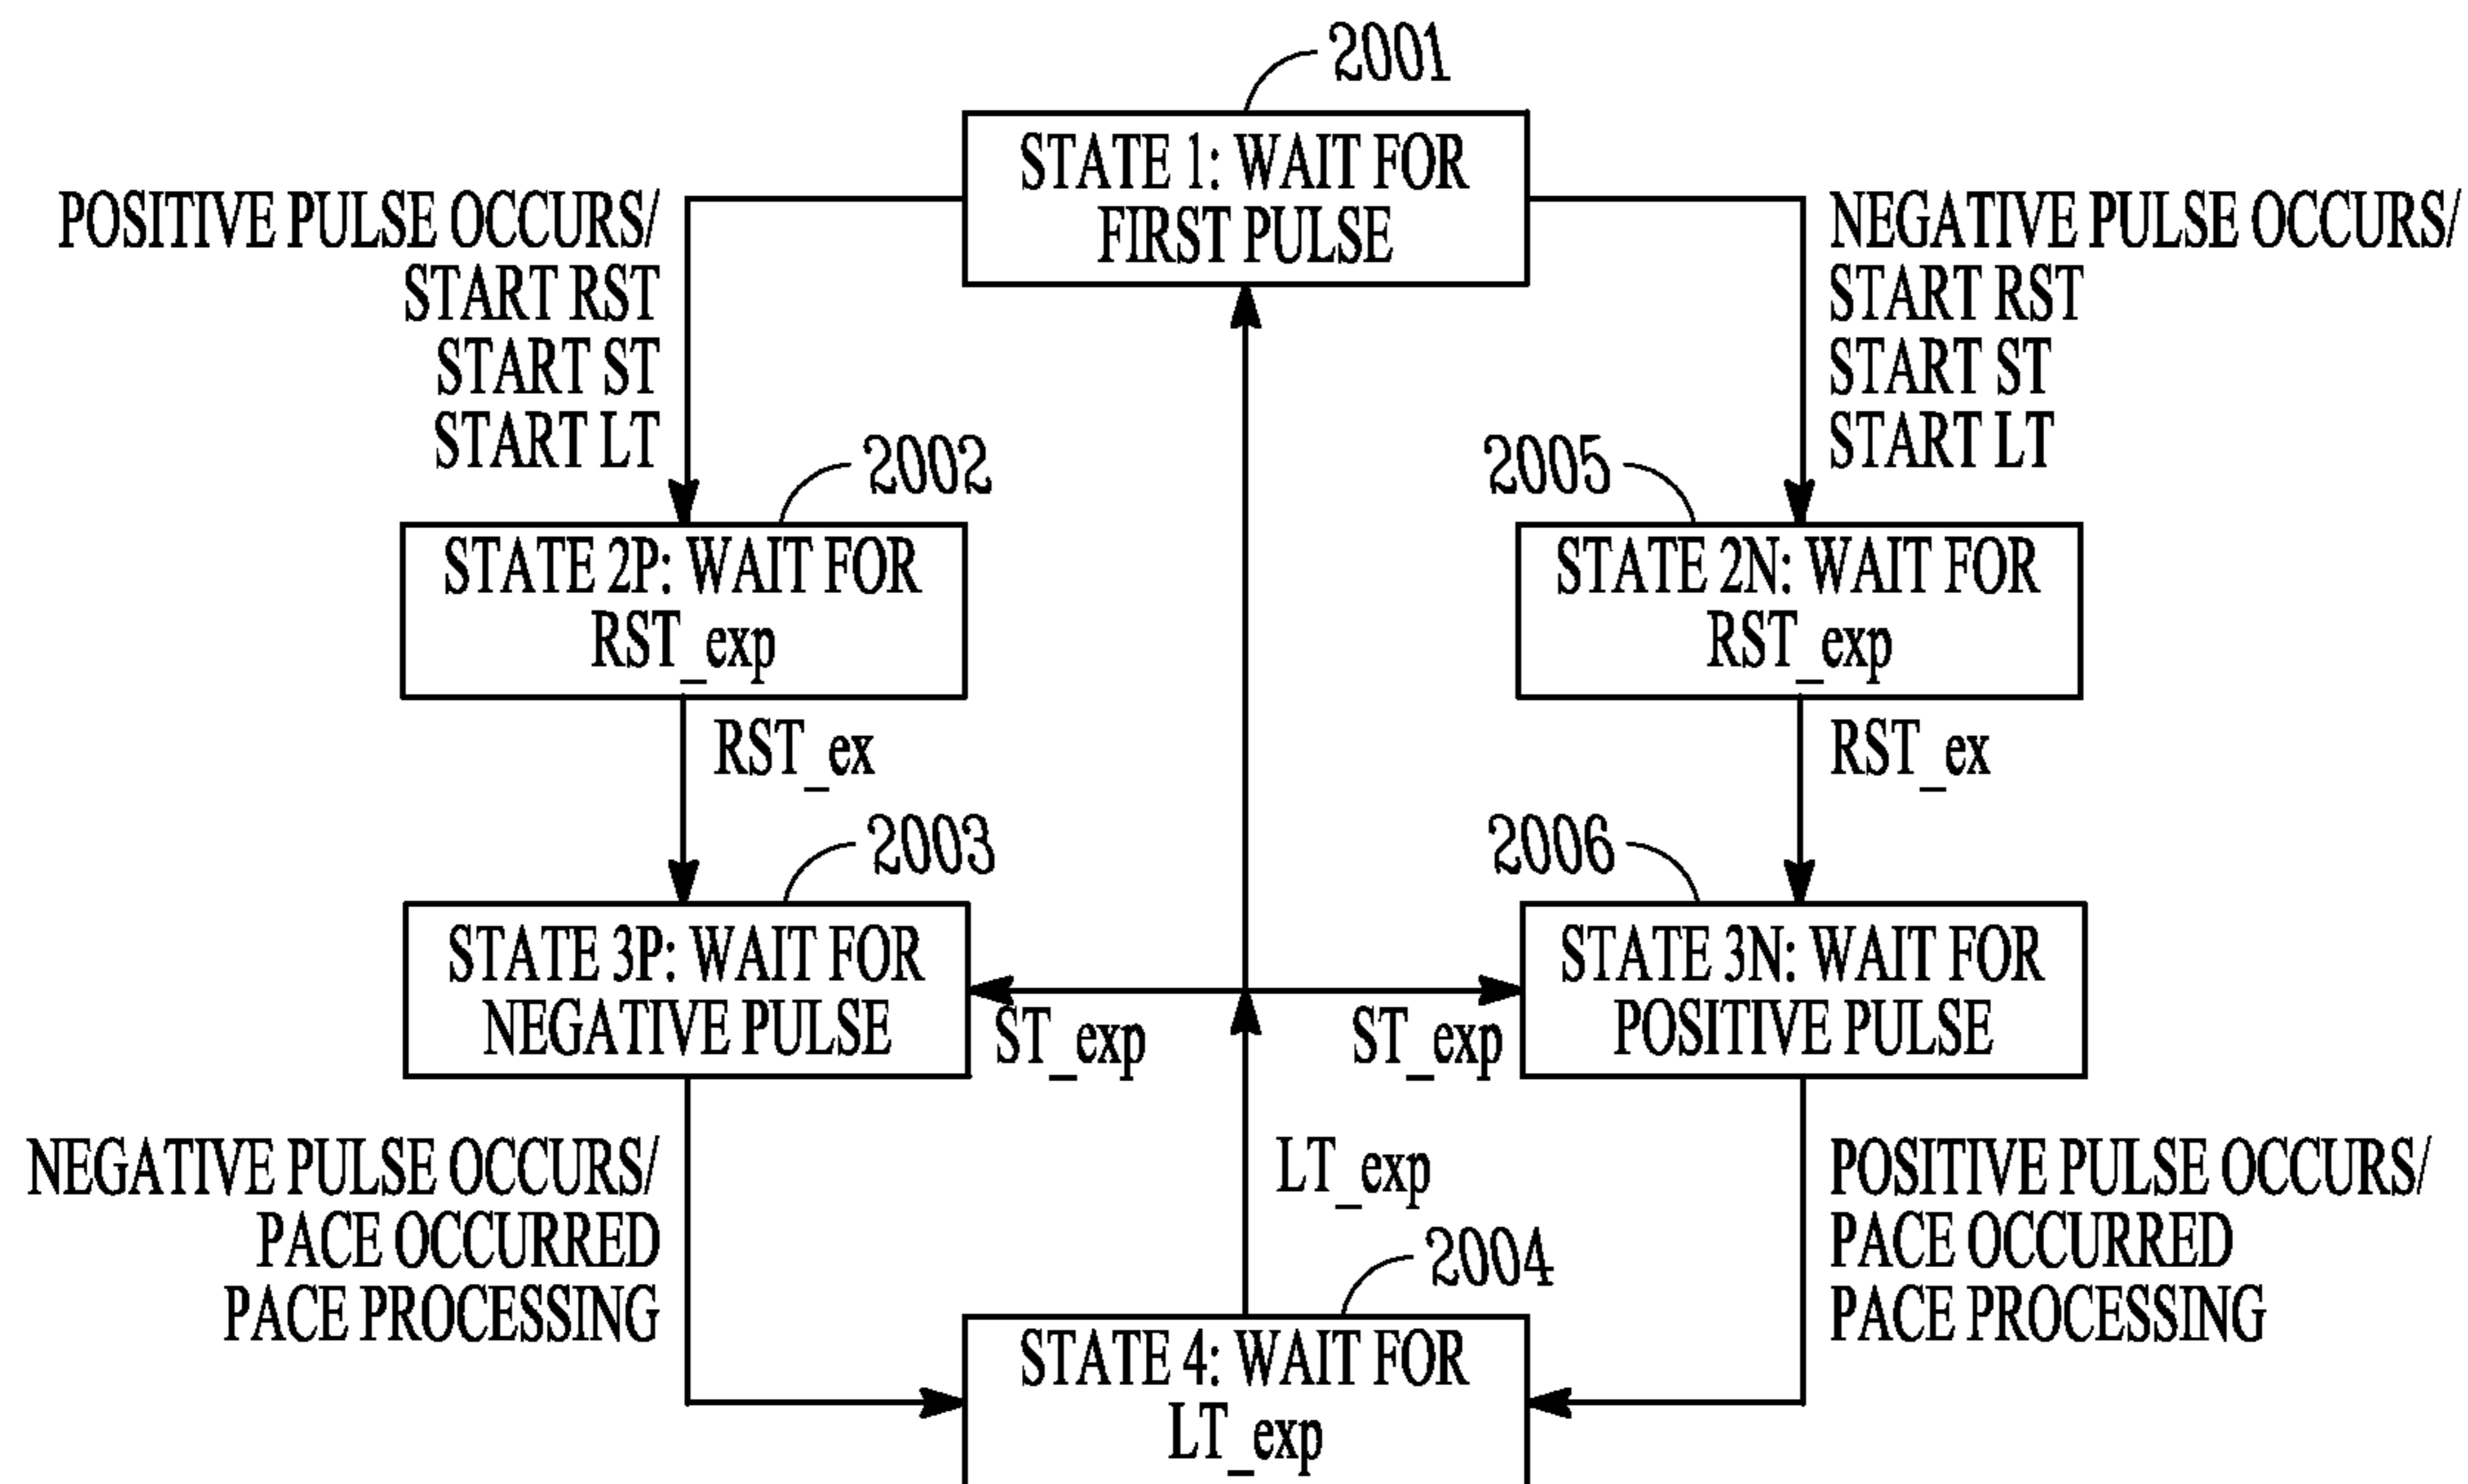 2001
STATE 1: WAIT FOR
FIRST PULSE
POSITIVE PULSE OCCURS/
START RST
START ST
START LT
NEGATIVE PULSE OCCURS/
START RST
START ST
START LT
2002
STATE 2P: WAIT FOR
RST_exp
2005
STATE 2N: WAIT FOR
RST_exp
RST_ex
RST_ex
2003
STATE 3P: WAIT FOR
NEGATIVE PULSE
2006
STATE 3N: WAIT FOR
POSITIVE PULSE
ST_exp
ST_exp
NEGATIVE PULSE OCCURS/
PACE OCCURRED
PACE PROCESSING
LT_exp
POSITIVE PULSE OCCURS/
PACE OCCURRED
PACE PROCESSING
2004
STATE 4: WAIT FOR
LT_exp